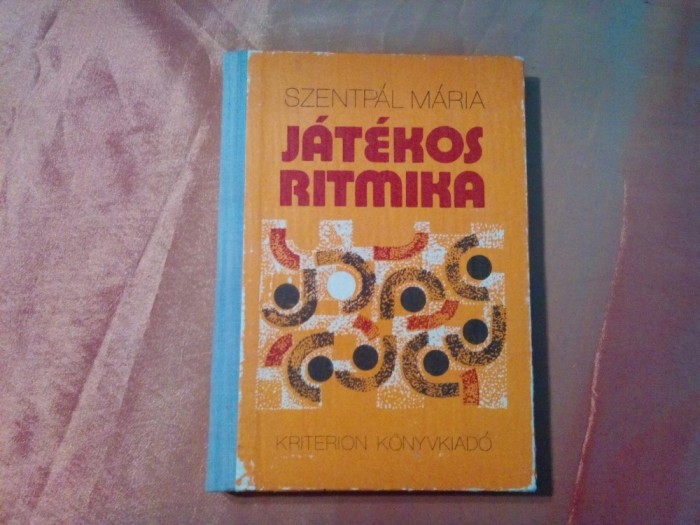 SZENTPÁL MÁRIA
JÁTÉKOS
RITMIKA
KRITERION KÖNYVKIADÓ